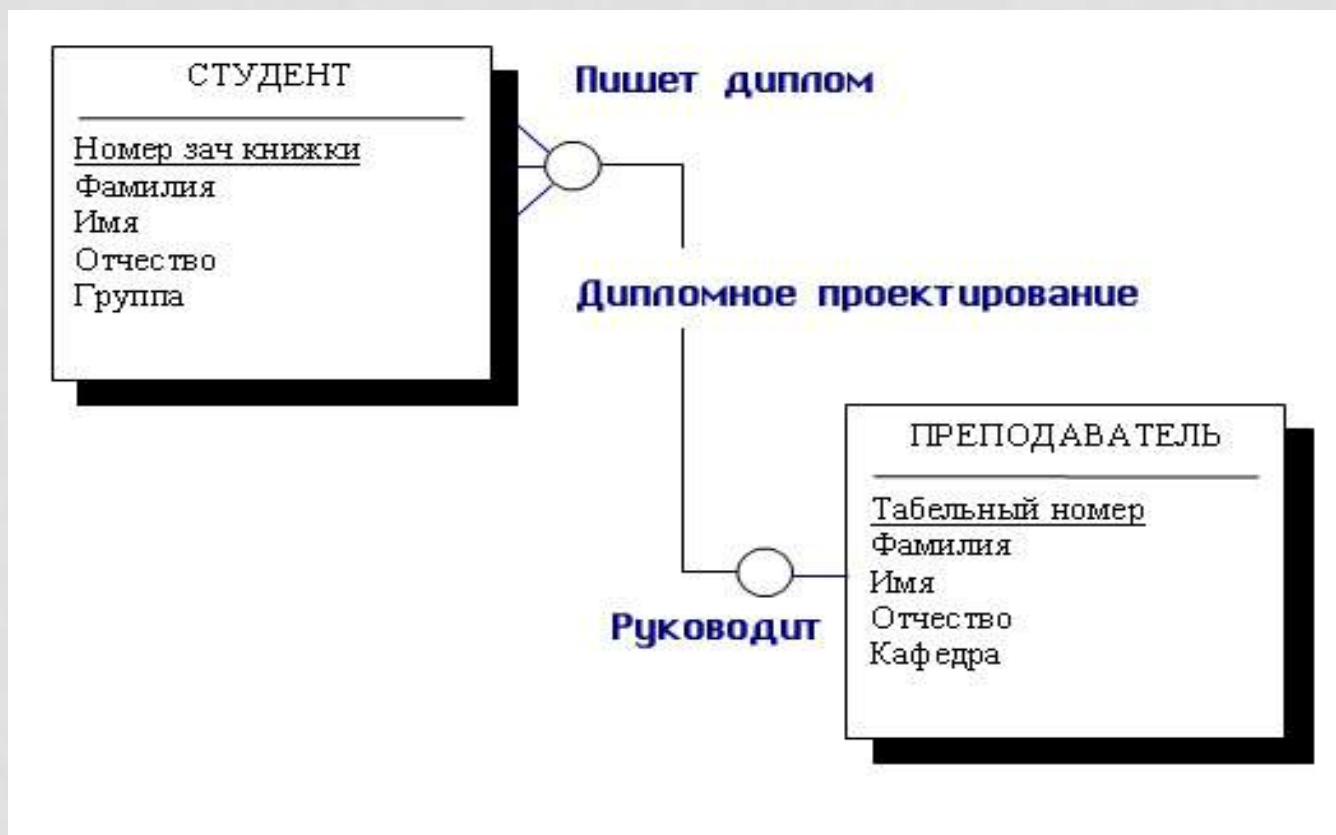 СТУДЕНТ
Номер зач книжки
Фамилия
Имя
Отчество
Группа
Пишет диплом
Дипломное проектирование
Руководит
ПРЕПОДАВАТЕЛЬ
Табельный номер
Фамилия
Имя
Отчество
Кафедра